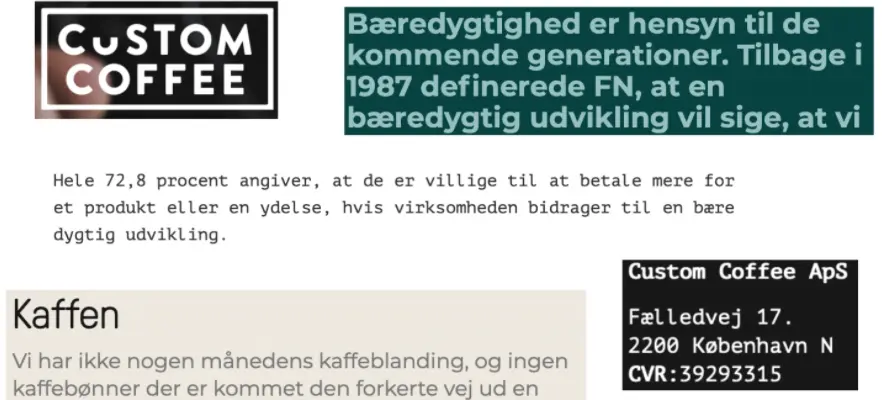 CUSTOM
COFFEE
Bæredygtighed er hensyn til de
kommende generationer. Tilbage i
1987 definerede FN, at en
bæredygtig udvikling vil sige, at vi
Hele 72,8 procent angiver, at de er villige til at betale mere for
et produkt eller en ydelse, hvis virksomheden bidrager til en bære
dygtig udvikling.
Custom Coffee ApS
Fælledvej 17.
2200 København N
CVR:39293315
Kaffen
Vi har ikke nogen månedens kaffeblanding, og ingen
kaffebønner der er kommet den forkerte vej ud en